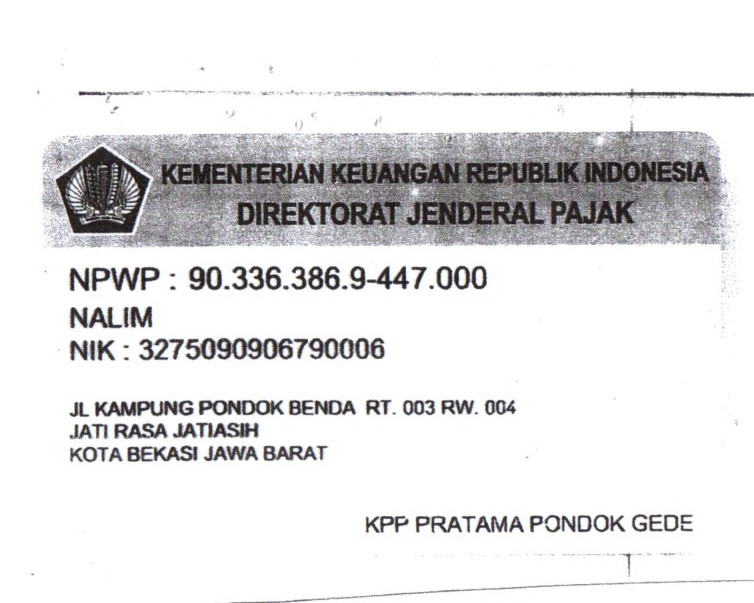 KEMENTERIAN KEUANGAN REPUBLIK INDONESIA
DIREKTORAT JENDERAL PAJAK
NPWP : 90.336.386.9-447.000
NALIM
NIK : 3275090906790006
JL KAMPUNG PONDOK BENDA RT. 003 RW. 004
JATI RASA JATIASIH
KOTA BEKASI JAWA BARAT
KPP PRATAMA PONDOK GEDE